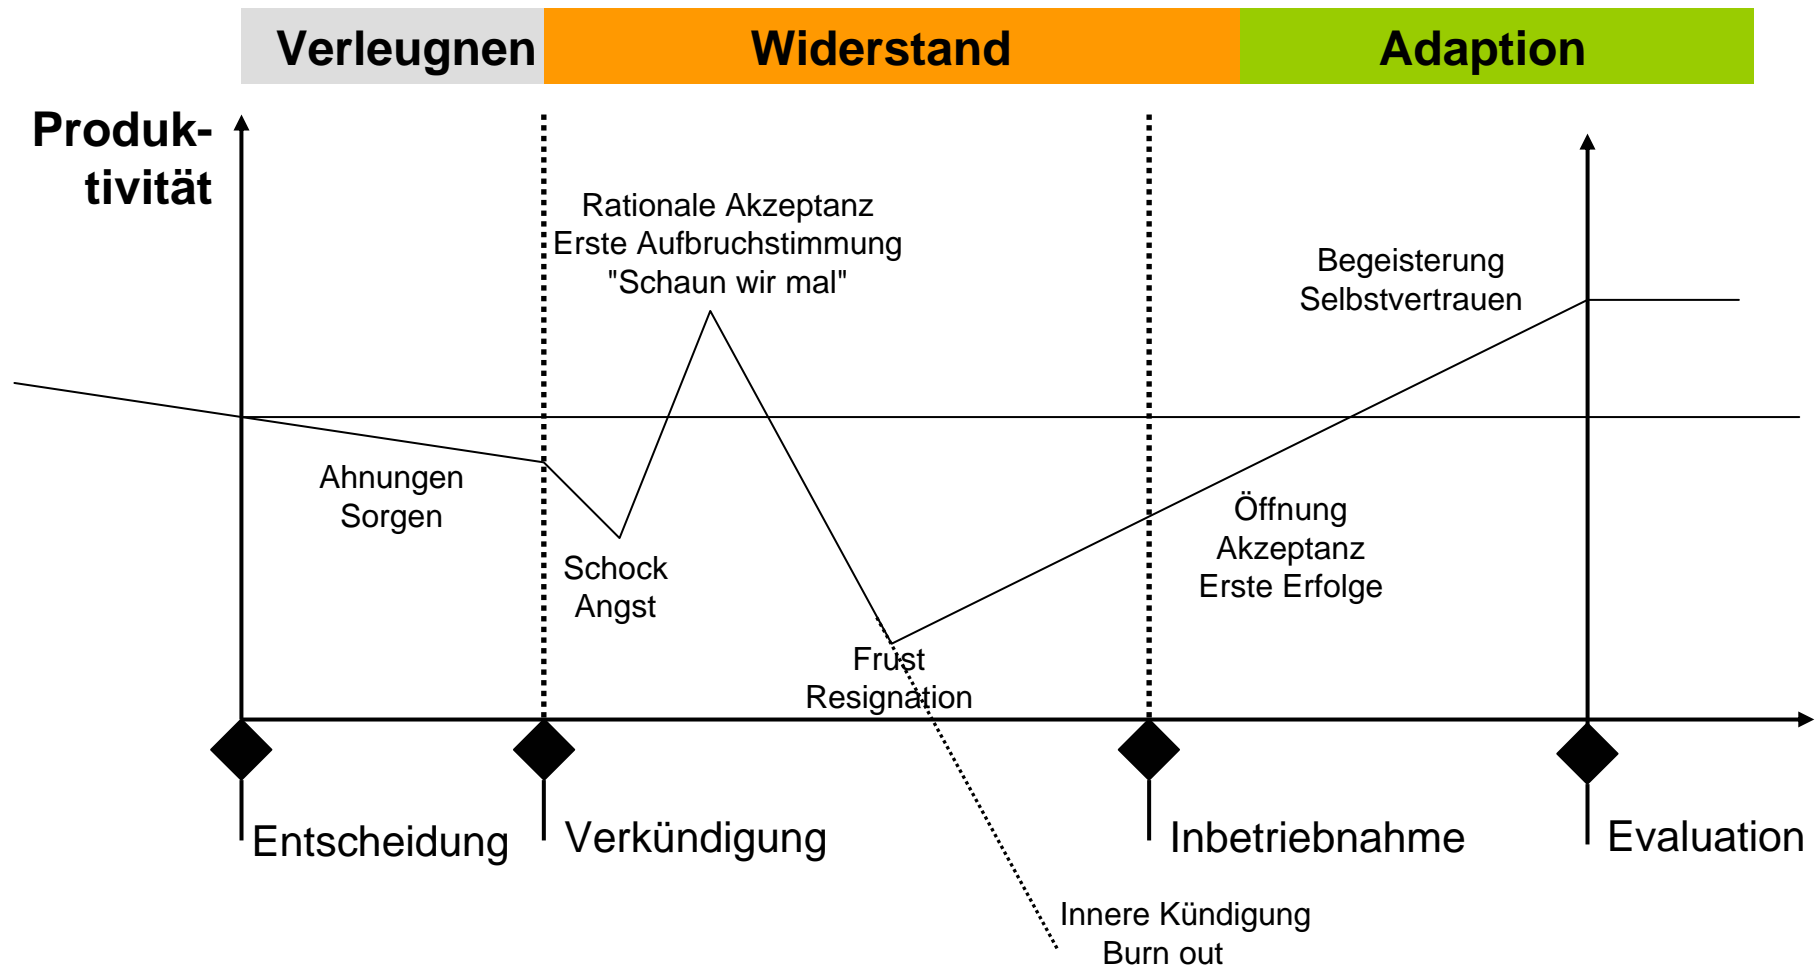 Verleugnen
Widerstand
Adaption
Produk-
tivität
Rationale Akzeptanz
Erste Aufbruchstimmung
"Schaun wir mal"
Begeisterung
Selbstvertrauen
Ahnungen
Sorgen
Schock
Angst
Öffnung
Akzeptanz
Erste Erfolge
Frust
Resignation
Entscheidung
Verkündigung
Inbetriebnahme
Evaluation
Innere Kündigung
Burn out